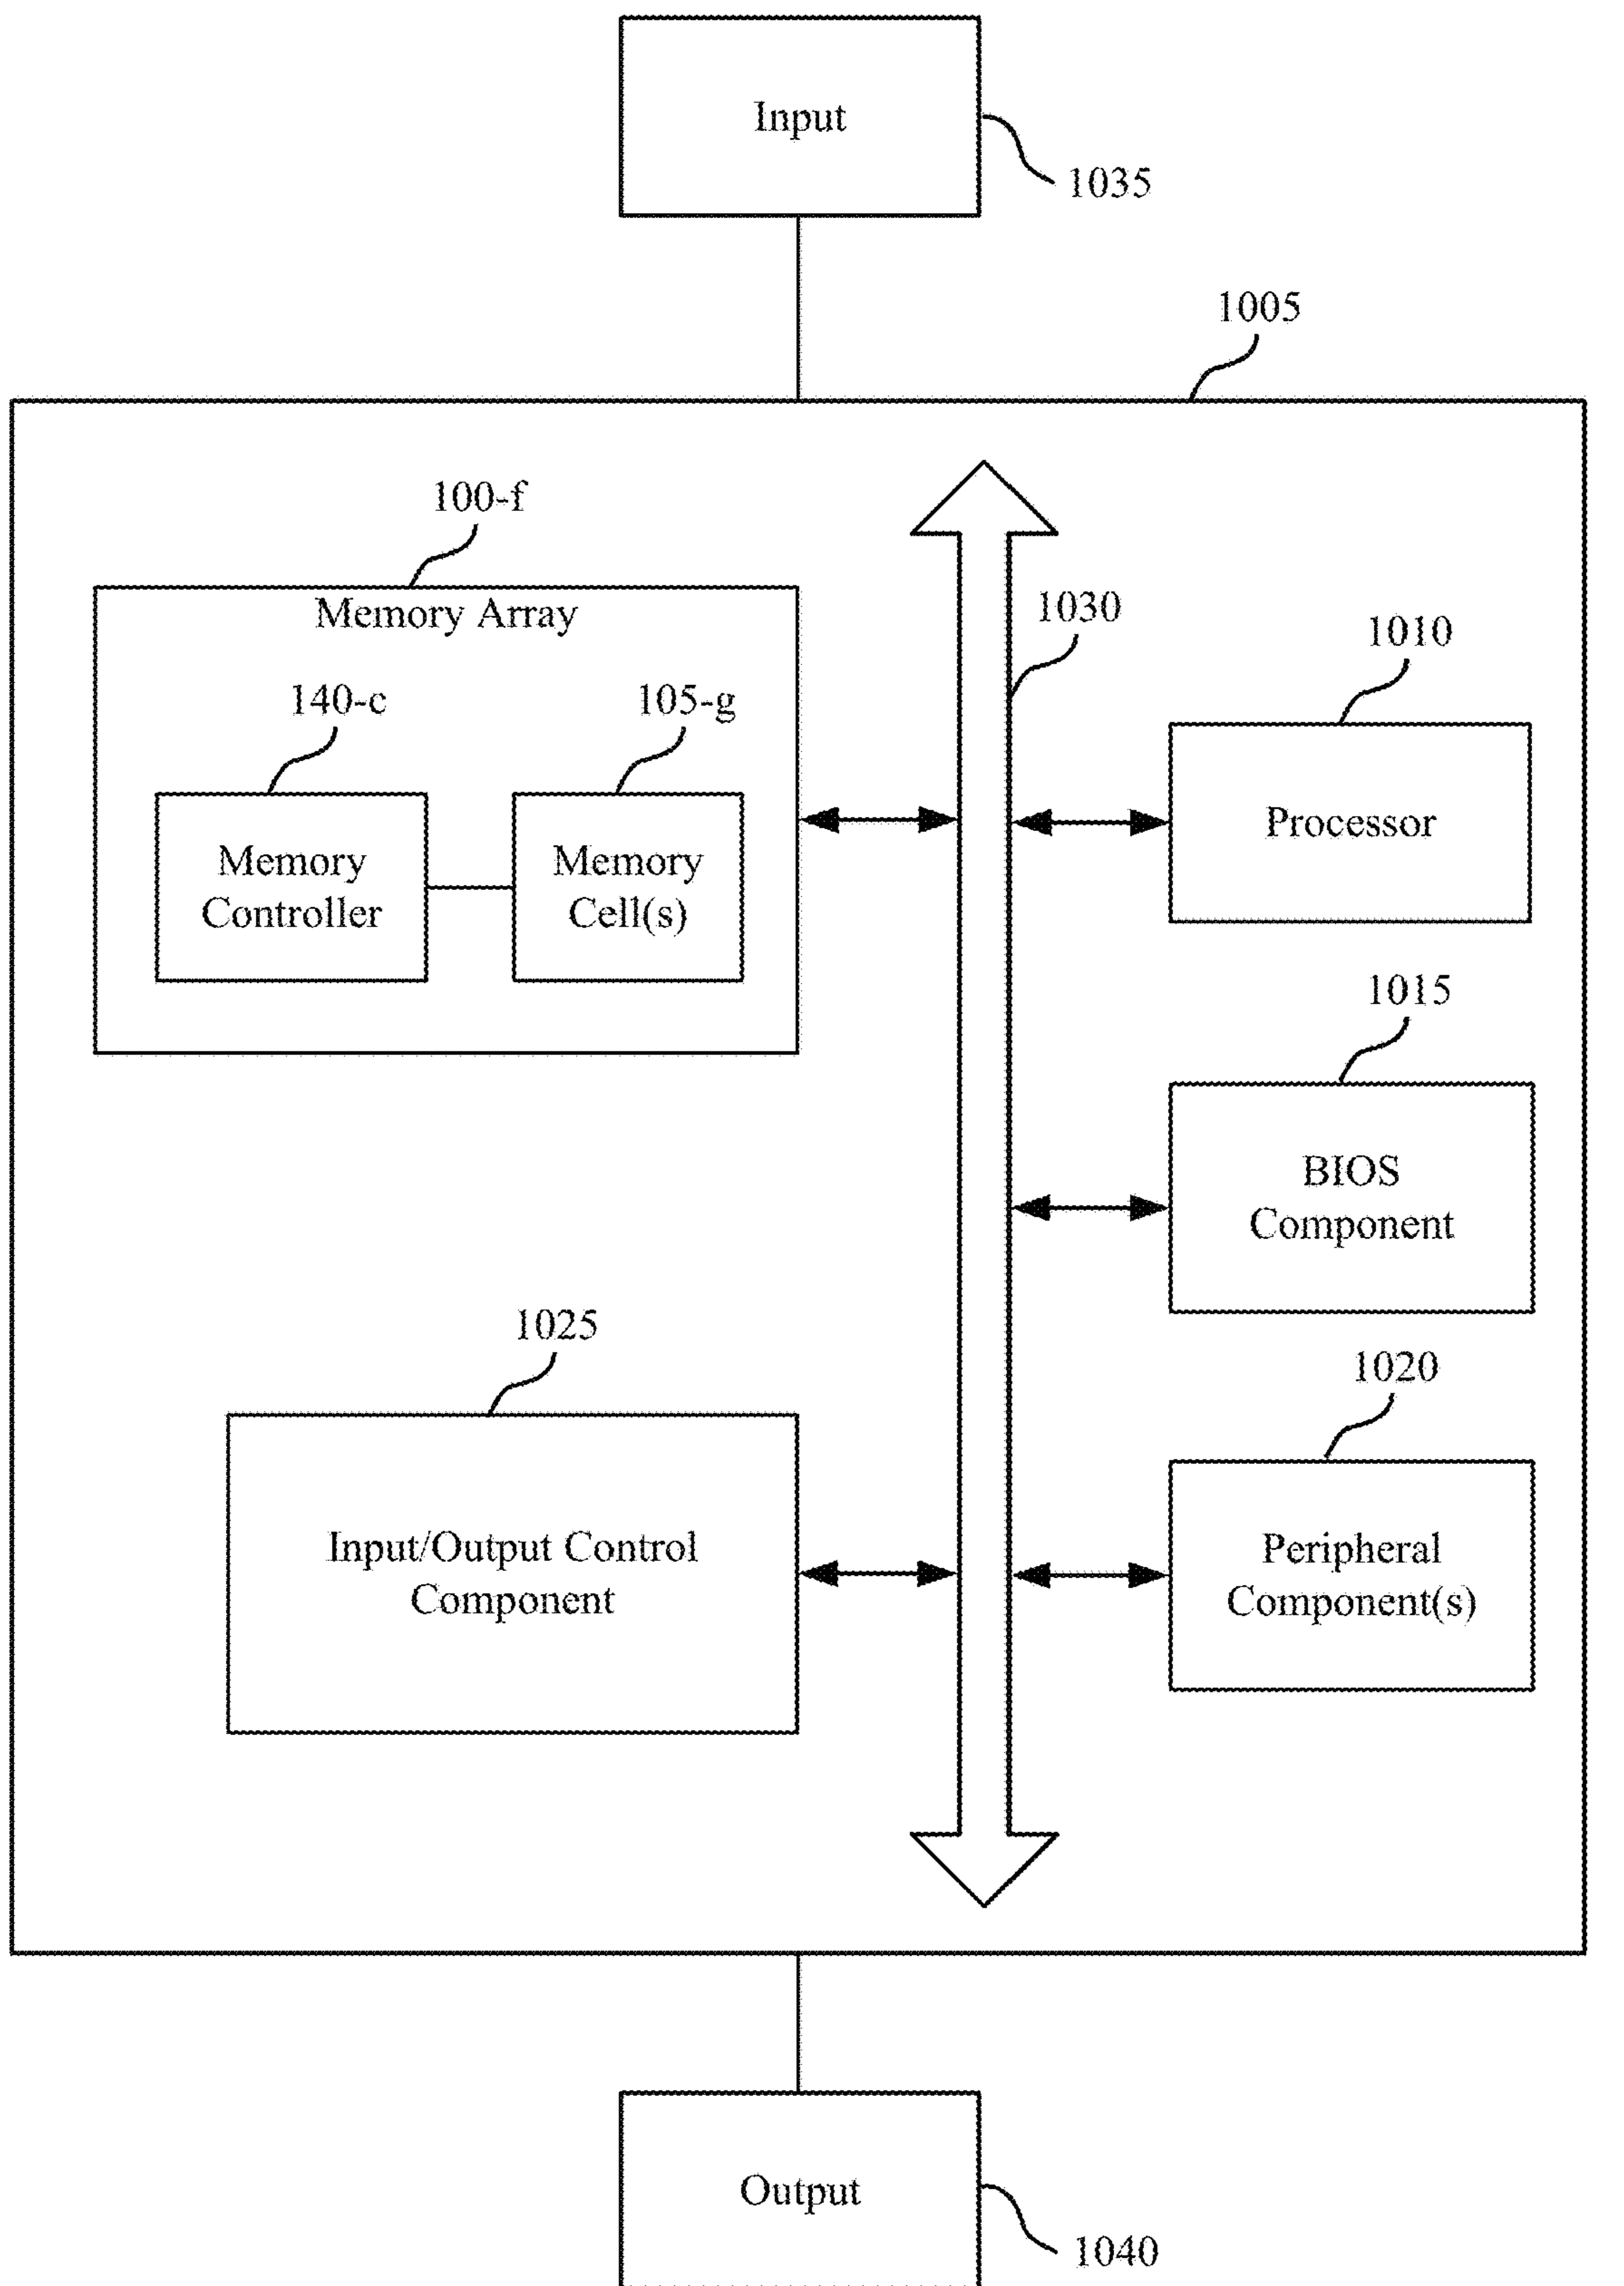 Input
1035
1005
100-f
Memory Array
1030
1010
140-c
105-g
Memory
Controller
Memory
Cell(s)
Processor
1015
BIOS
Component
1025
1020
Input/Output Control
Component
Peripheral
Component(s)
Output
1040